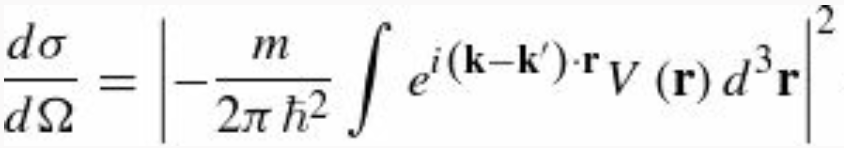 dσ/dΩ = |−m/(2πℏ²) ∫ e^{i(𝐤−𝐤′)·𝐫} V (𝐫) d³𝐫|²